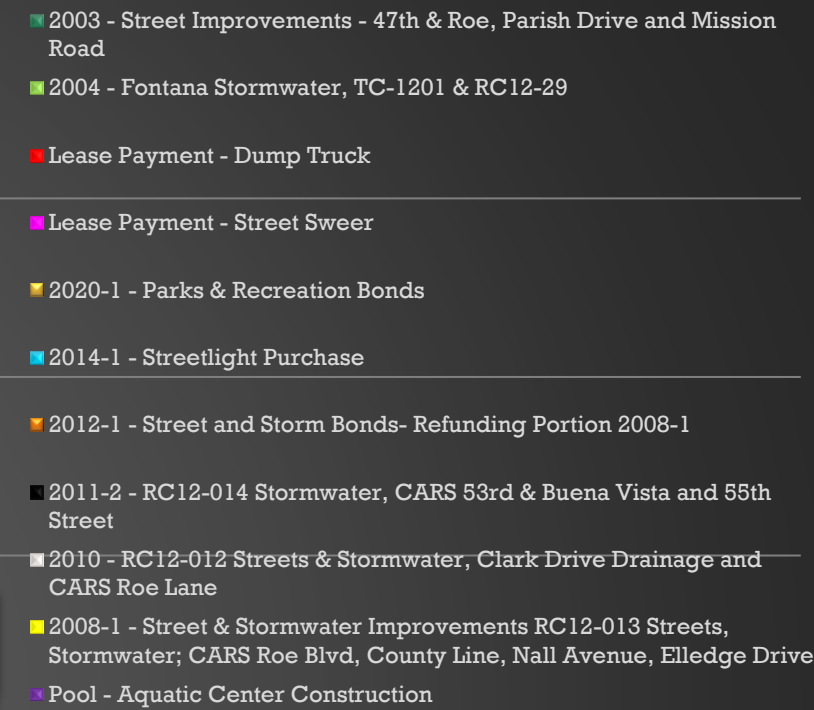 2003 - Street Improvements - 47th & Roe, Parish Drive and Mission
Road
2004 - Fontana Stormwater, TC-1201 & RC12-29
Lease Payment - Dump Truck
Lease Payment - Street Sweer
2020-1 - Parks & Recreation Bonds
2014-1 - Streetlight Purchase
2012-1 - Street and Storm Bonds- Refunding Portion 2008-1
2011-2 - RC12-014 Stormwater, CARS 53rd & Buena Vista and 55th
Street
2010 - RC12-012 Streets & Stormwater, Clark Drive Drainage and
CARS Roe Lane
2008-1 - Street & Stormwater Improvements RC12-013 Streets,
Stormwater; CARS Roe Blvd, County Line, Nall Avenue, Elledge Drive
Pool - Aquatic Center Construction